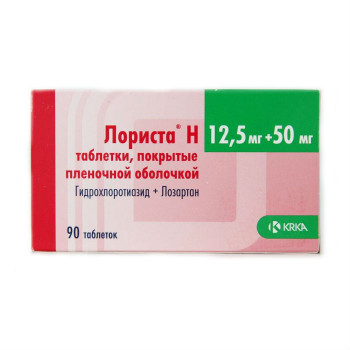 Лориста® Н 12,5 мг + 50 мг
таблетки, покрытые
пленочной оболочкой
Гидрохлоротиазид + Лозартан
90 таблеток
KRKA